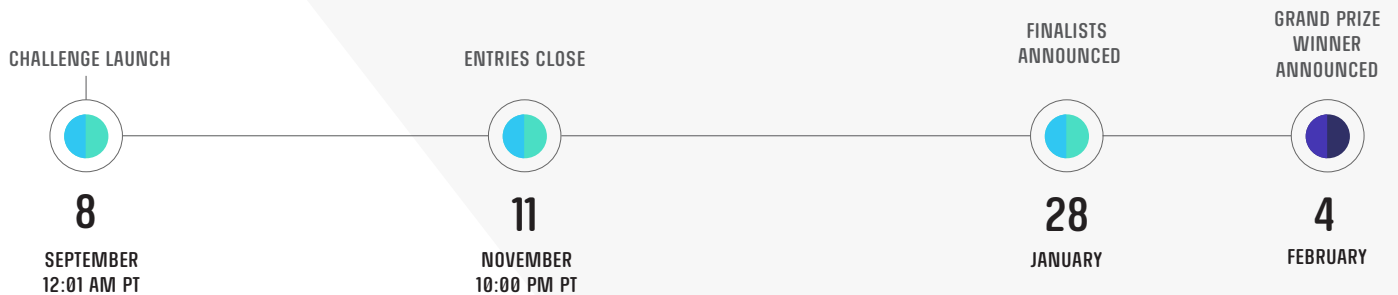 CHALLENGE LAUNCH
8
SEPTEMBER
12:01 AM PT
ENTRIES CLOSE
11
NOVEMBER
10:00 PM PT
FINALISTS
ANNOUNCED
28
JANUARY
GRAND PRIZE
WINNER
ANNOUNCED
4
FEBRUARY